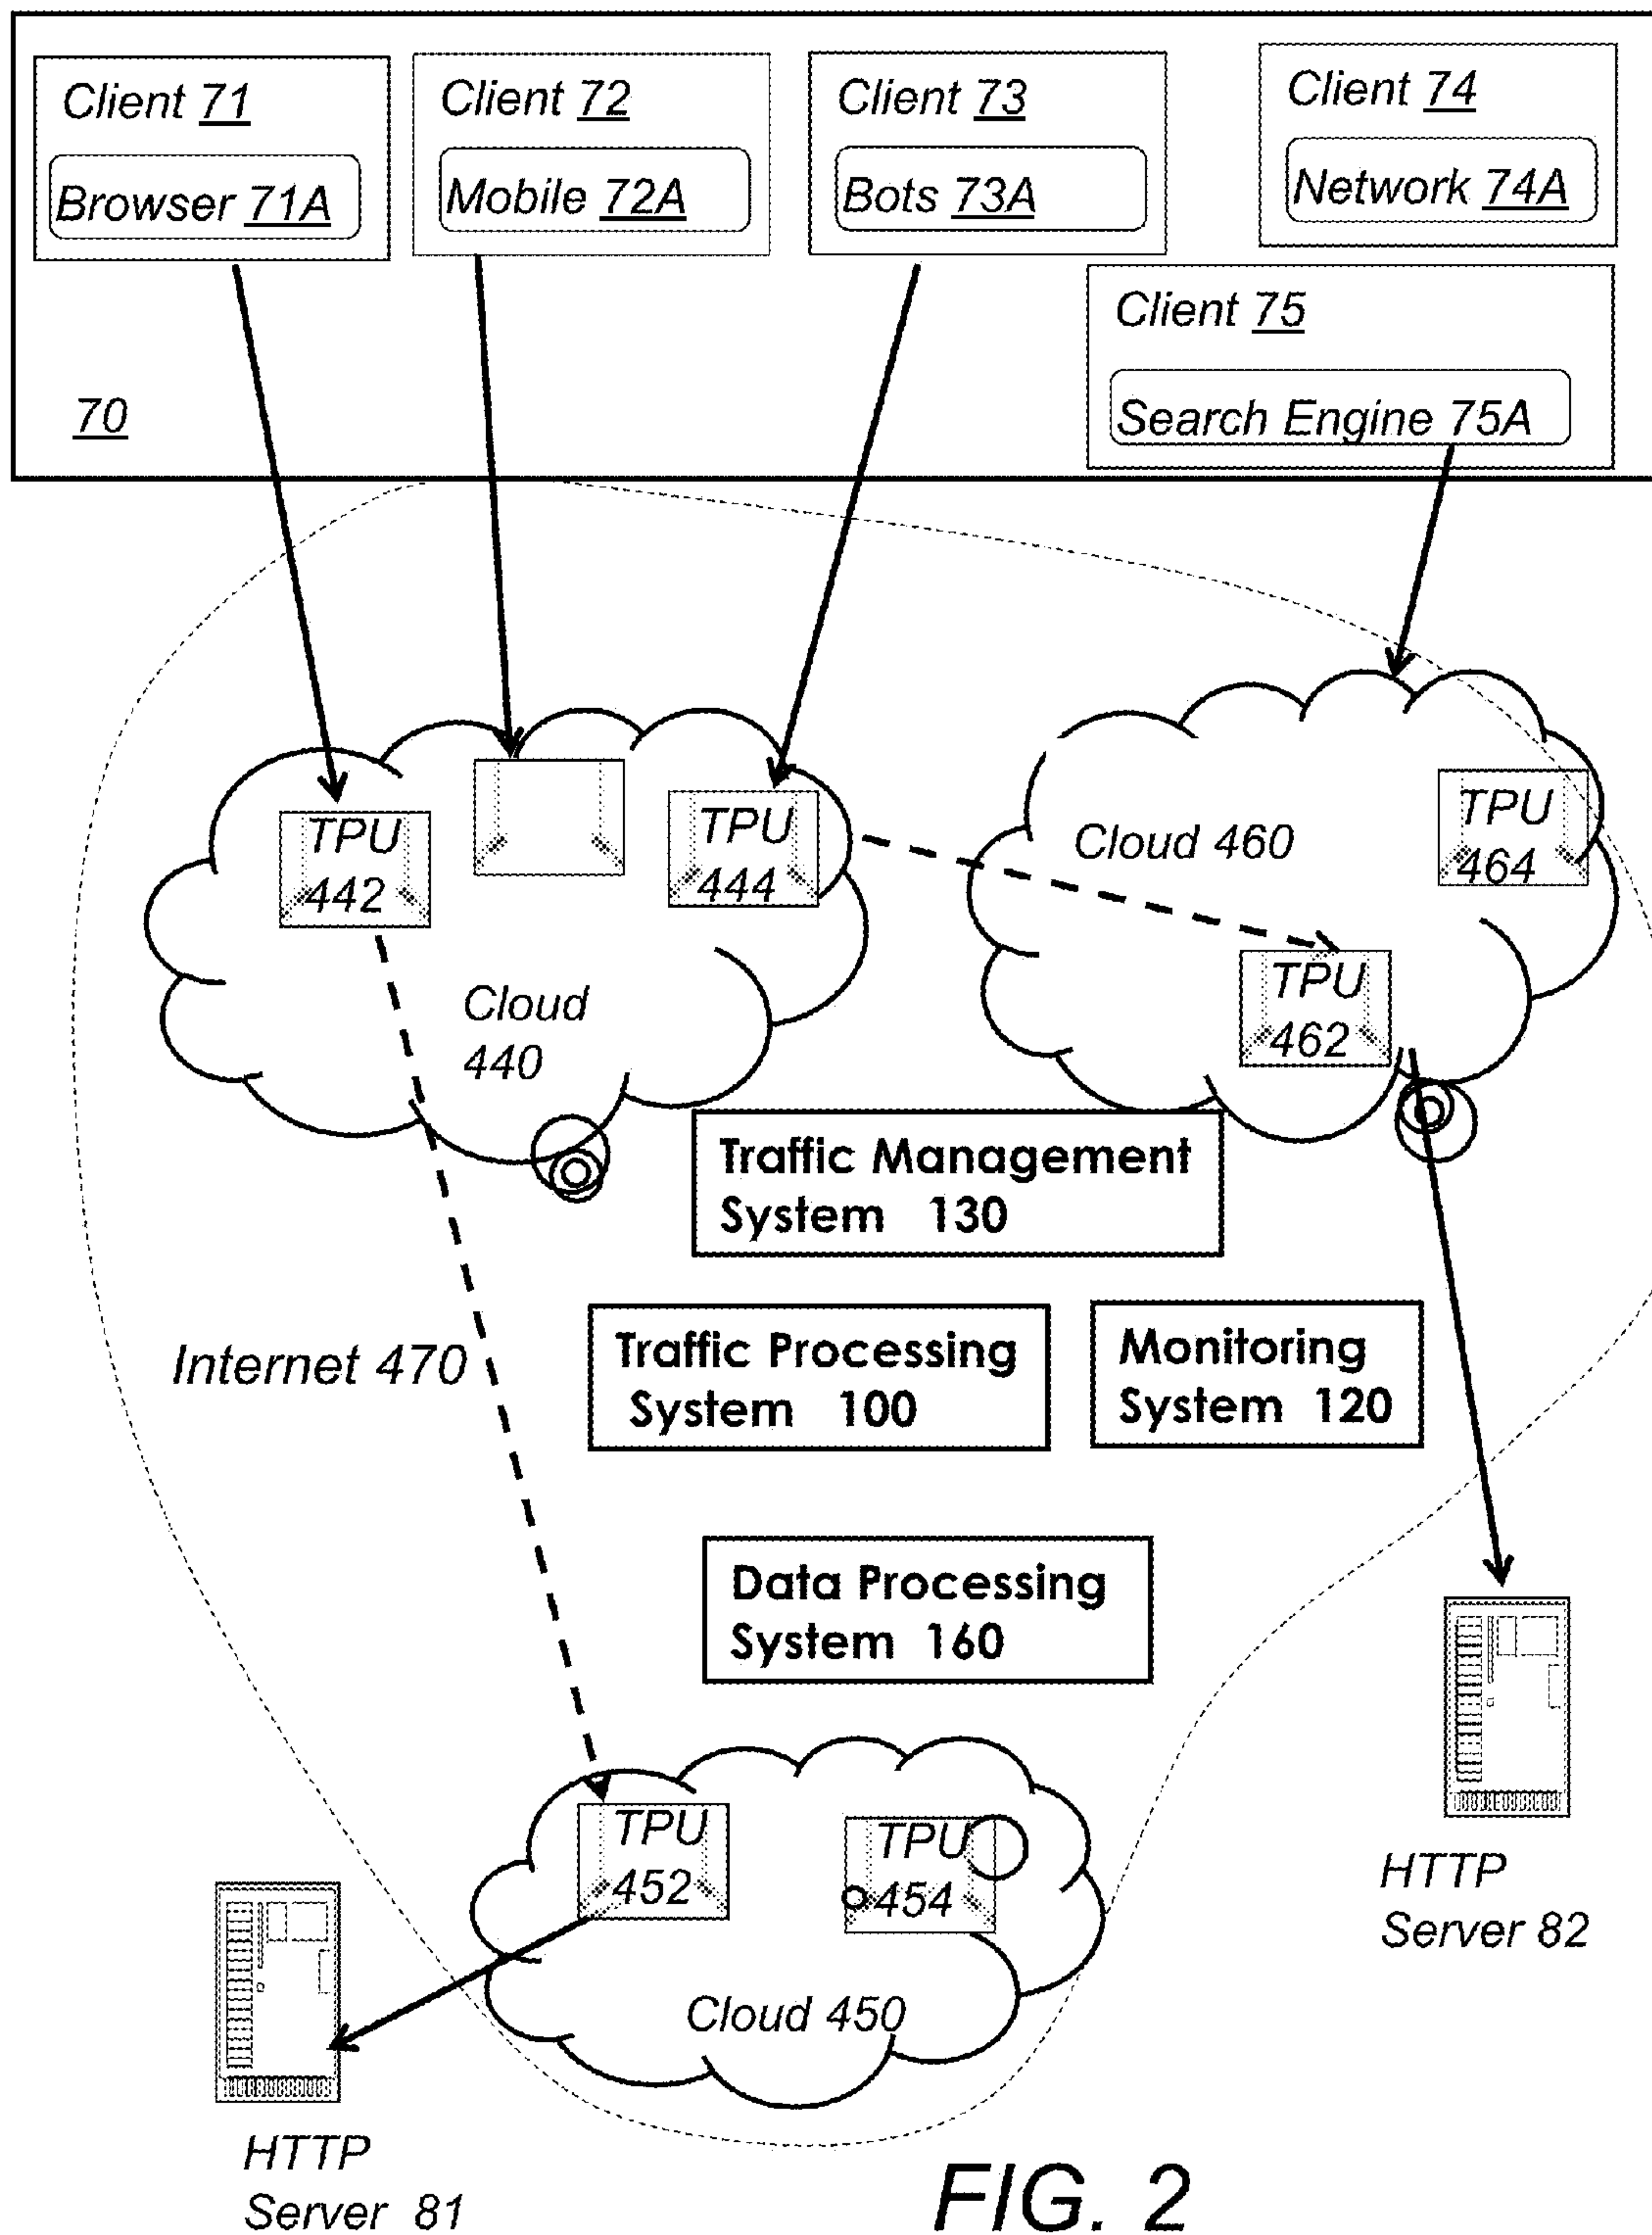 Client 71
Browser 71A
Client 72
Mobile 72A
Client 73
Bots 73A
Client 74
Network 74A
Client 75
Search Engine 75A
70
TPU
442
TPU
444
Cloud
440
Cloud 460
TPU
464
TPU
462
Traffic Management
System 130
Internet 470
Traffic Processing
System 100
Monitoring
System 120
Data Processing
System 160
TPU
452
TPU
454
Cloud 450
HTTP
Server 82
HTTP
Server 81
FIG. 2